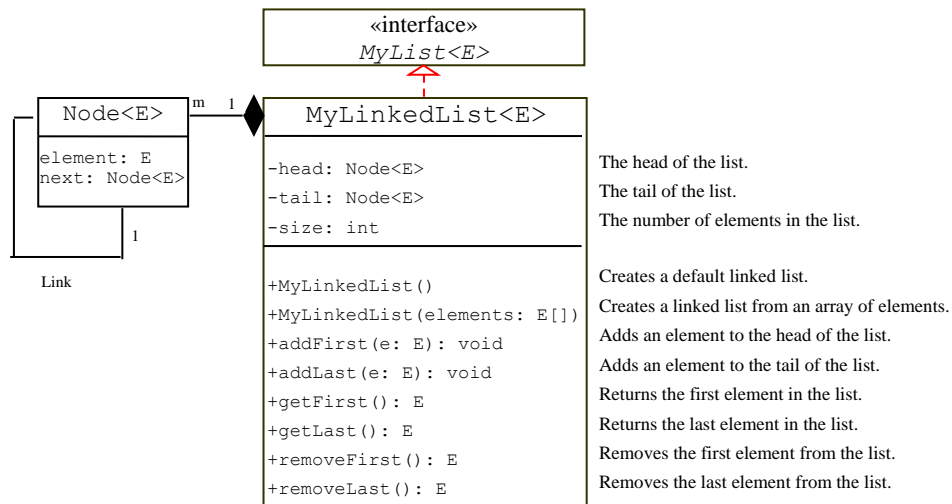 «interface»
MyList<E>
Node<E>
m
1
MyLinkedList<E>
element: E
next: Node<E>
1
Link
-head: Node<E>
The head of the list.
-tail: Node<E>
The tail of the list.
-size: int
The number of elements in the list.
+MyLinkedList()
Creates a default linked list.
+MyLinkedList(elements: E[])
Creates a linked list from an array of elements.
+addFirst(e: E): void
Adds an element to the head of the list.
+addLast(e: E): void
Adds an element to the tail of the list.
+getFirst(): E
Returns the first element in the list.
+getLast(): E
Returns the last element in the list.
+removeFirst(): E
Removes the first element from the list.
+removeLast(): E
Removes the last element from the list.